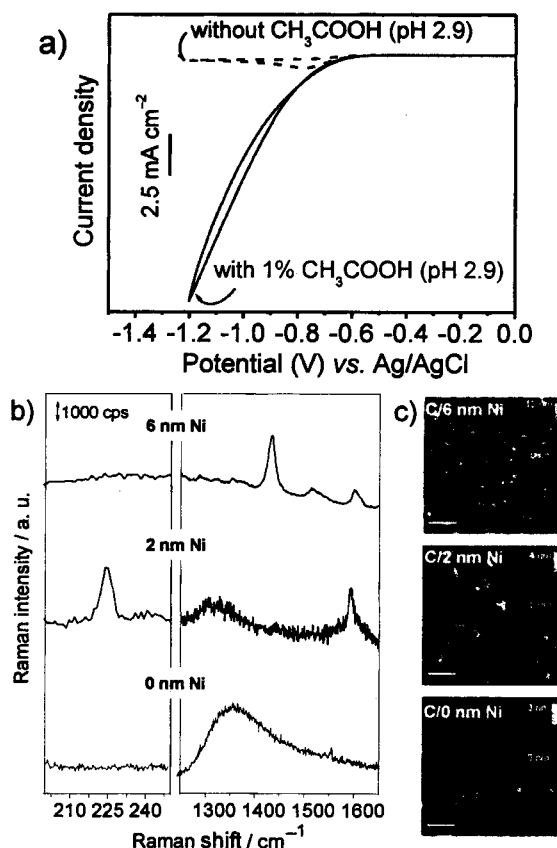 a)
without CH₃COOH (pH 2.9)
Current density
2.5 mA cm⁻²
with 1% CH₃COOH (pH 2.9)
-1.4 -1.2 -1.0 -0.8 -0.6 -0.4 -0.2 0.0
Potential (V) vs. Ag/AgCl
b)
1000 cps
6 nm Ni
2 nm Ni
0 nm Ni
Raman intensity / a. u.
210 225 240 1300 1400 1500 1600
Raman shift / cm⁻¹
c)
C/6 nm Ni
C/2 nm Ni
C/0 nm Ni